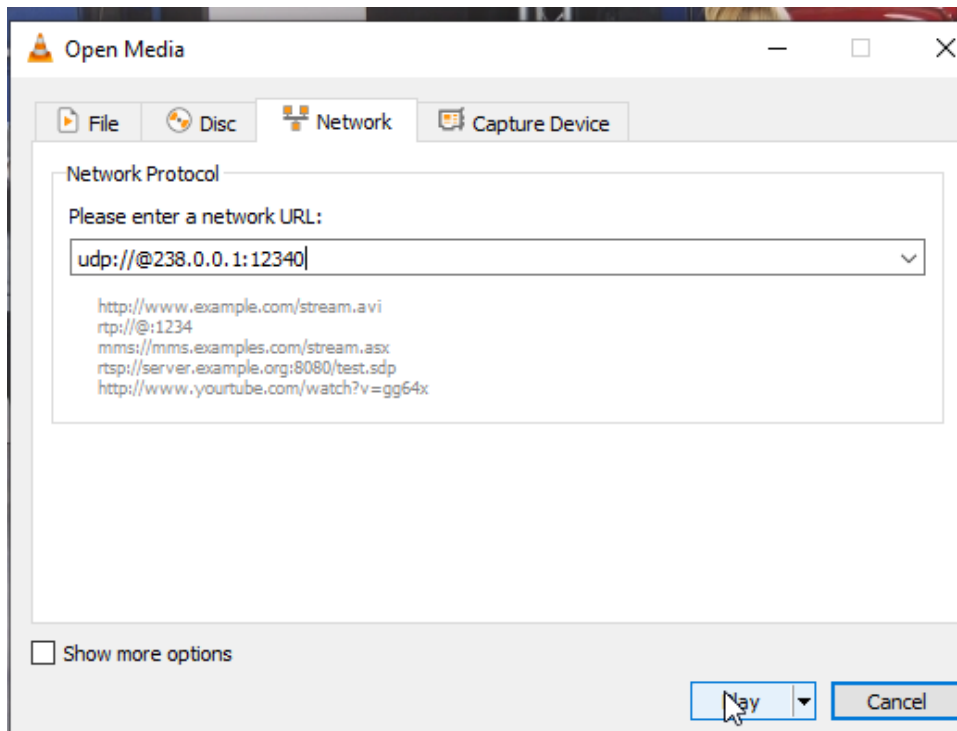 Open Media
File Disc Network Capture Device
Network Protocol
Please enter a network URL:
udp://@238.0.0.1:12340
http://www.example.com/stream.avi
rtp://@:1234
mms://mms.examples.com/stream.asx
rtsp://server.example.org:8080/test.sdp
http://www.yourtube.com/watch?v=gg64x
Show more options
Play Cancel